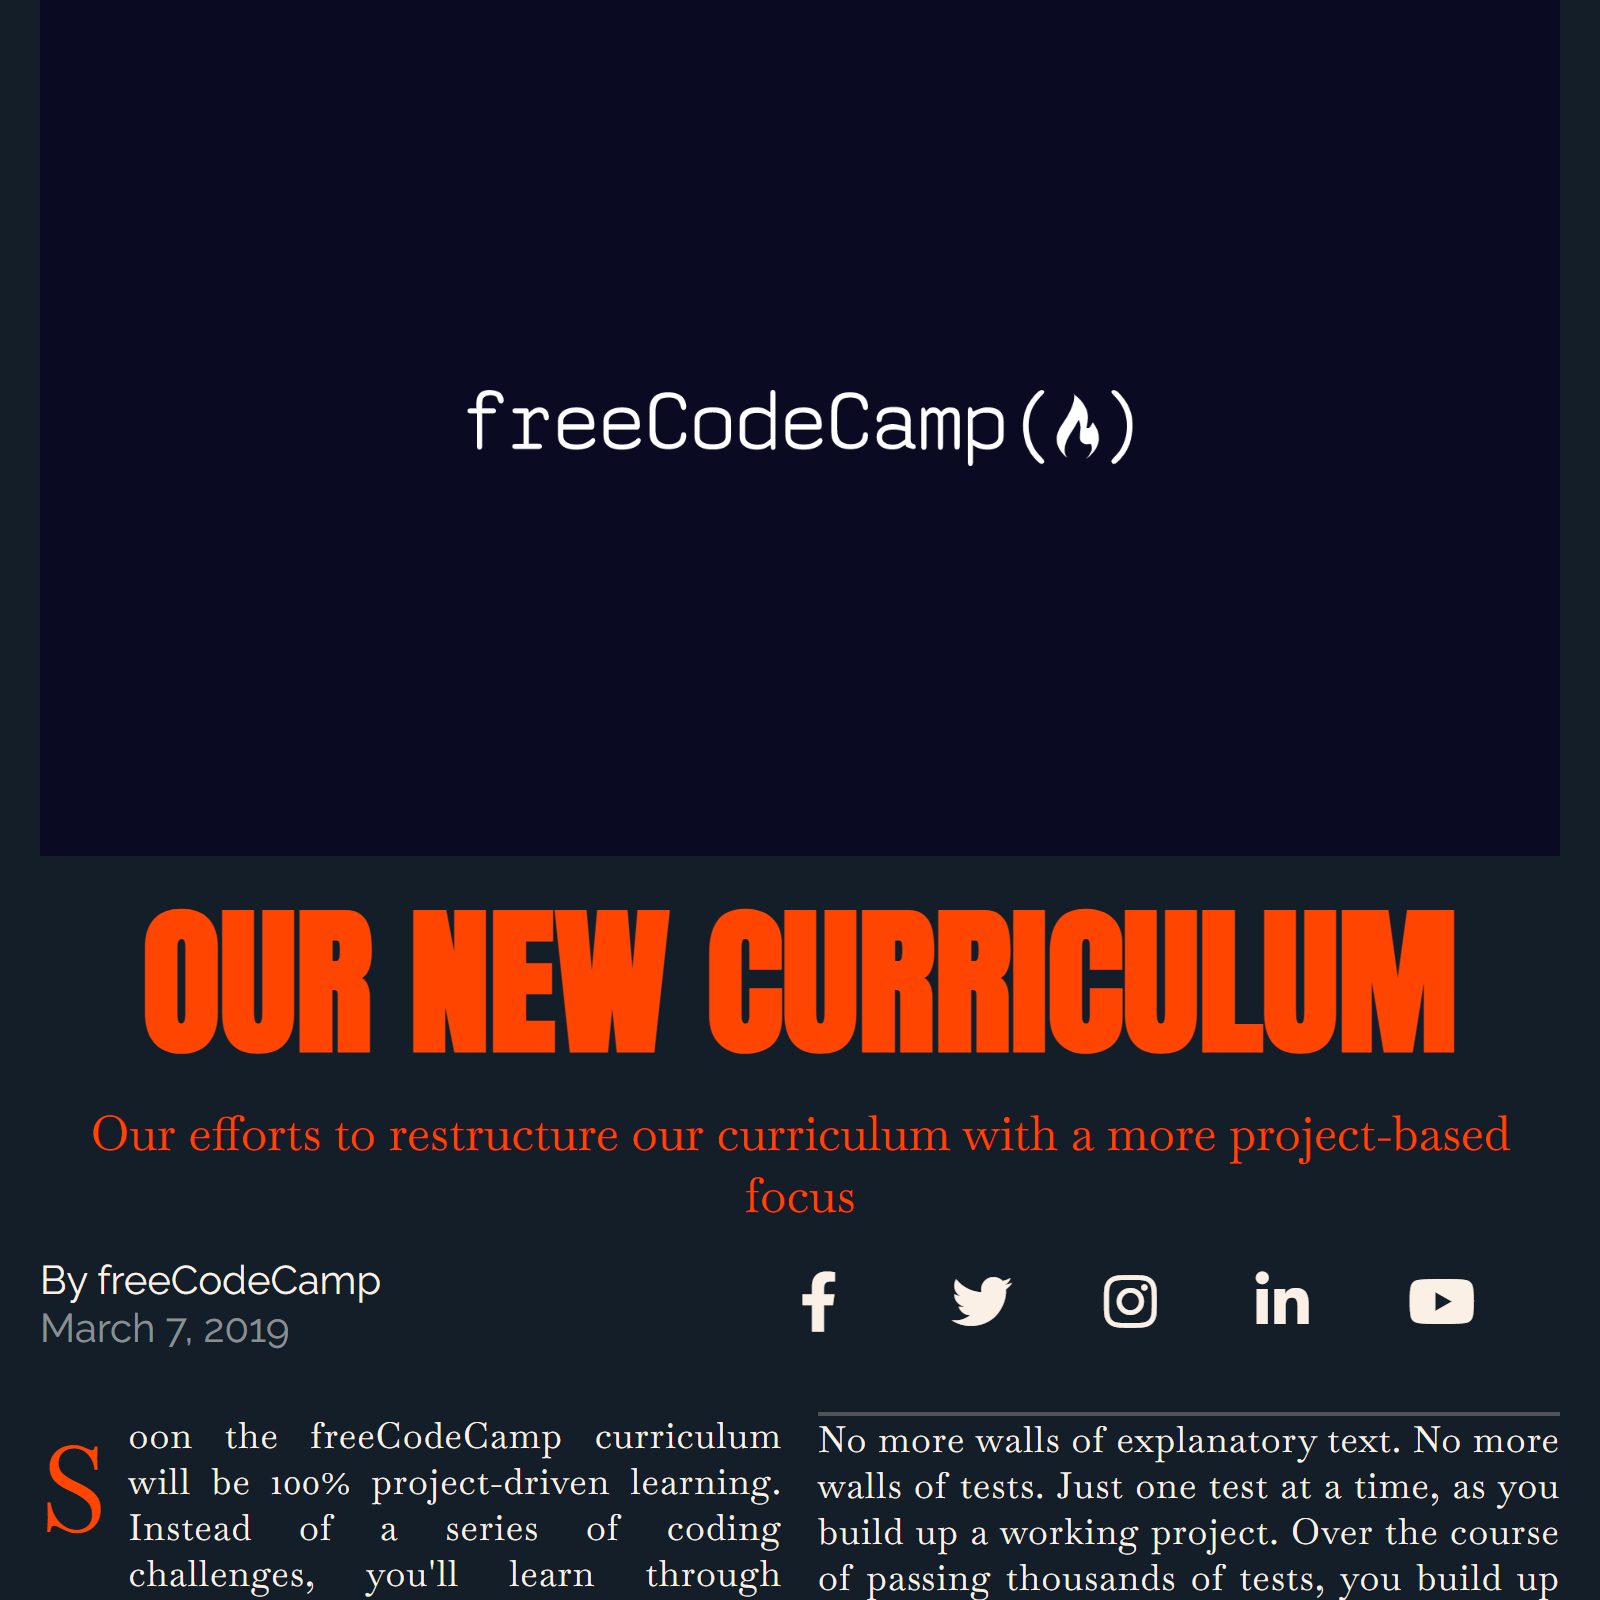 freeCodeCamp()
OUR NEW CURRICULUM
Our efforts to restructure our curriculum with a more project-based
focus
By freeCodeCamp
March 7, 2019
Soon the freeCodeCamp curriculum
will be 100% project-driven learning.
Instead of a series of coding
challenges, you'll learn through
No more walls of explanatory text. No more
walls of tests. Just one test at a time, as you
build up a working project. Over the course
of passing thousands of tests, you build up